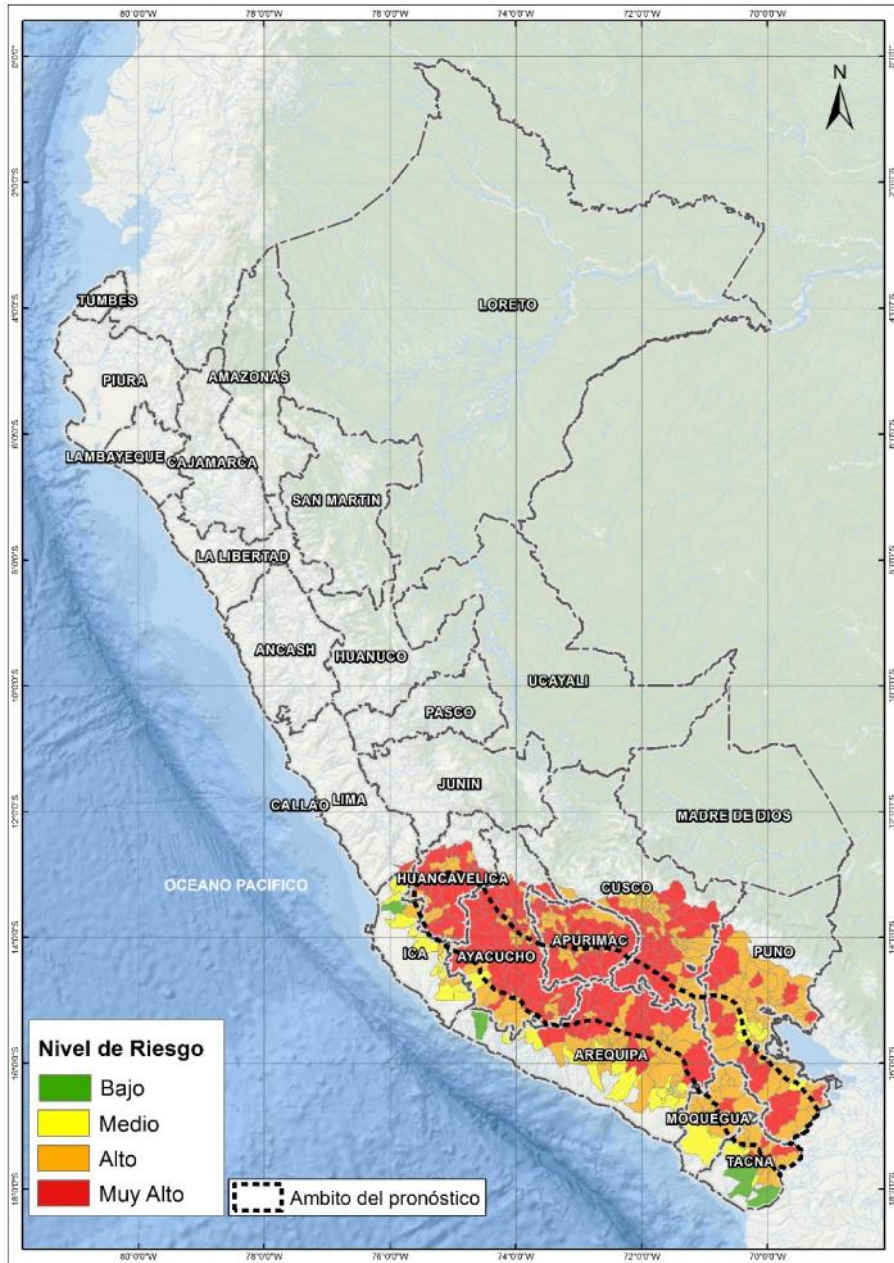 80°0'0"O 78°0'0"O 76°0'0"O 74°0'0"O 72°0'0"O 70°0'0"O
0°0'0"
N
2°0'0"S
TUMBES
LORETO
4°0'0"S
AMAZONAS
PIURA
6°0'0"S
LAMBAYEQUE
CAJAMARCA
SAN MARTIN
8°0'0"S
LA LIBERTAD
ANCASH
HUANUCO
UCAYALI
10°0'0"S
PASCO
JUNIN
CALLAO
LIMA
MADRE DE DIOS
12°0'0"S
OCEANO PACIFICO
HUANCAVELICA
CUSCO
14°0'0"S
ICA
AYACUCHO
APURIMAC
PUNO
AREQUIPA
16°0'0"S
MOQUEGUA
TACNA
18°0'0"S
Nivel de Riesgo
Bajo
Medio
Alto
Muy Alto
Ambito del pronóstico
80°0'0"O 78°0'0"O 76°0'0"O 74°0'0"O 72°0'0"O 70°0'0"O